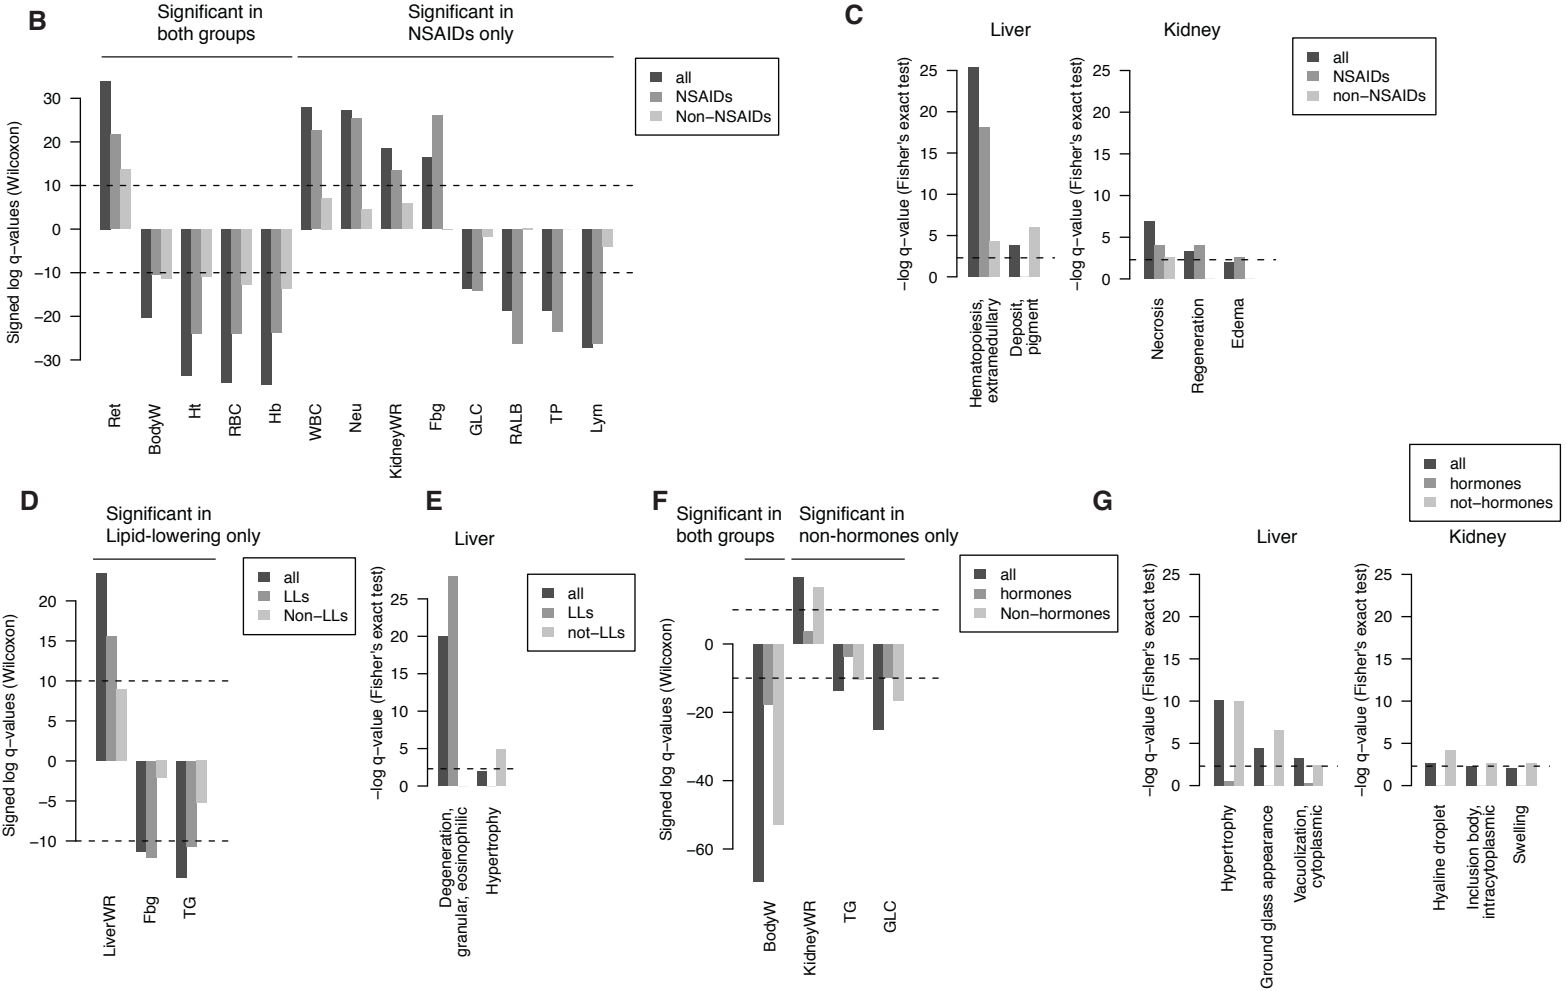 B
Significant in
both groups
Significant in
NSAIDs only
all
NSAIDs
Non−NSAIDs
Signed log q−values (Wilcoxon)
30
20
10
0
−10
−20
−30
Ret
BodyW
Ht
RBC
Hb
WBC
Neu
KidneyWR
Fbg
GLC
RALB
TP
Lym
C
Liver
Kidney
all
NSAIDs
non−NSAIDs
−log q−value (Fisher's exact test)
25
20
15
10
5
0
Hematopoiesis,
extramedullary
Deposit,
pigment
−log q−value (Fisher's exact test)
25
20
15
10
5
0
Necrosis
Regeneration
Edema
D
Significant in
Lipid−lowering only
all
LLs
Non−LLs
Signed log q−values (Wilcoxon)
20
15
10
5
0
−5
−10
LiverWR
Fbg
TG
E
Liver
all
LLs
not−LLs
−log q−value (Fisher's exact test)
25
20
15
10
5
0
Degeneration,
granular, eosinophilic
Hypertrophy
F
Significant in
both groups
Significant in
non−hormones only
all
hormones
Non−hormones
Signed log q−values (Wilcoxon)
0
−20
−40
−60
BodyW
KidneyWR
TG
GLC
G
all
hormones
not−hormones
Liver
Kidney
−log q−value (Fisher's exact test)
25
20
15
10
5
0
Hypertrophy
Ground glass appearance
Vacuolization,
cytoplasmic
−log q−value (Fisher's exact test)
25
20
15
10
5
0
Hyaline droplet
Inclusion body,
intracytoplasmic
Swelling